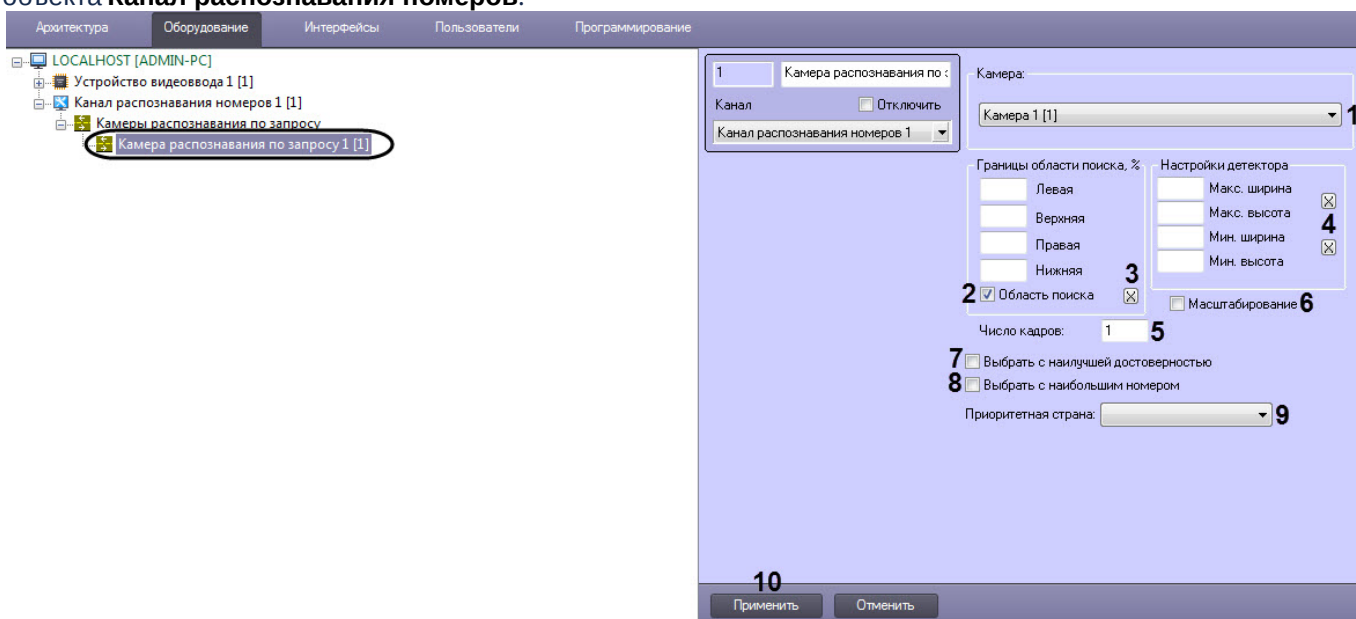 объекта Канал распознавания номеров.
Архитектура Оборудование Интерфейсы Пользователи Программирование
LOCALHOST [ADMIN-PC]
Устройство видеоввода 1 [1]
Канал распознавания номеров 1 [1]
Камеры распознавания по запросу
Камера распознавания по запросу 1 [1]
1 Камера распознавания по з
Канал Отключить
Канал распознавания номеров 1
Камера:
Камера 1 [1] 1
Границы области поиска, %
Левая
Верхняя
Правая
Нижняя
3
2 Область поиска
Настройки детектора
Макс. ширина
Макс. высота
4
Мин. ширина
Мин. высота
Масштабирование 6
Число кадров: 1 5
7 Выбрать с наилучшей достоверностью
8 Выбрать с наибольшим номером
Приоритетная страна: 9
10
Применить Отменить